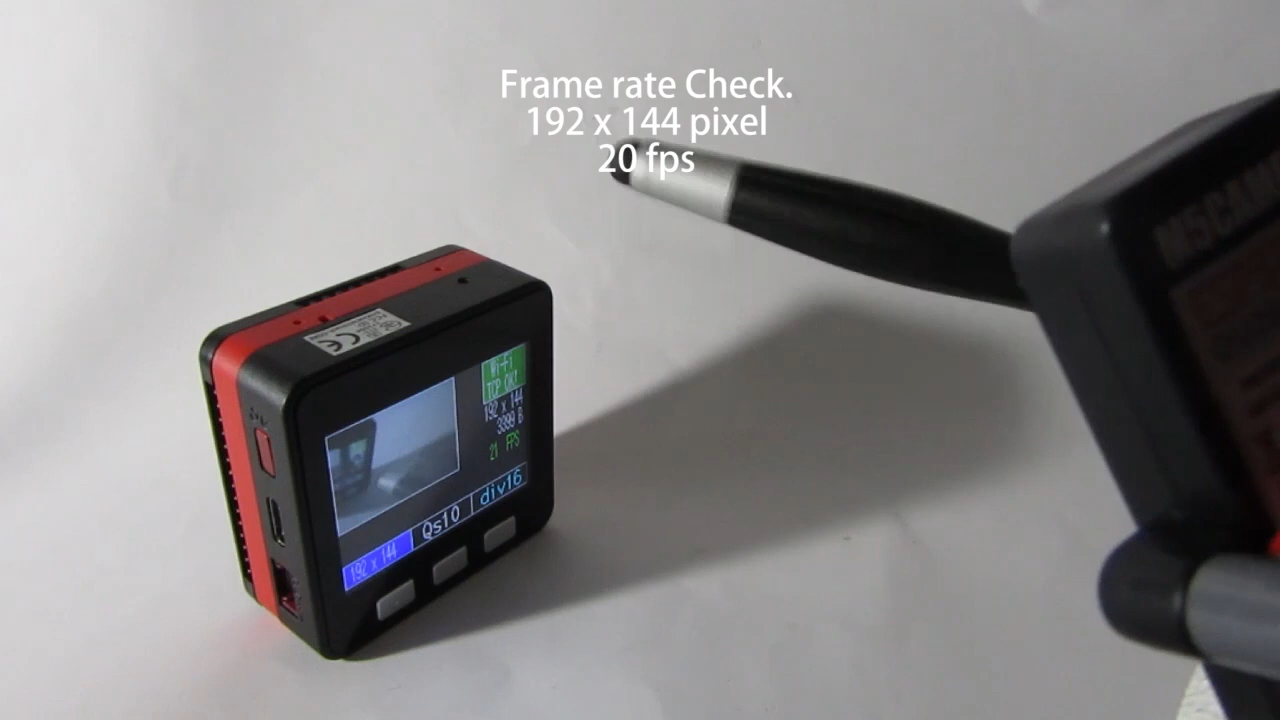 Frame rate Check.
192 x 144 pixel
20 fps
M5CAM
Wi-Fi
TCP OK!
192 x 144
3399 B
21 FPS
192 x 144
Qs10
div16
CE